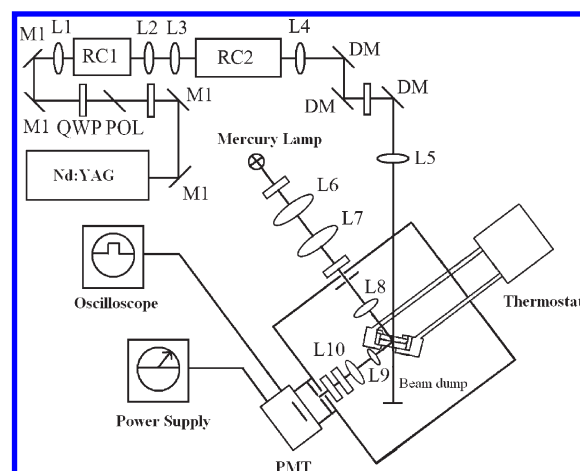 M1 L1 RC1 L2 L3 RC2 L4 DM
M1 QWP POL M1 DM DM
Nd:YAG M1
Mercury Lamp
L5
L6
L7
L8
Oscilloscope
Thermostat
L10
L9
Beam dump
Power Supply
PMT